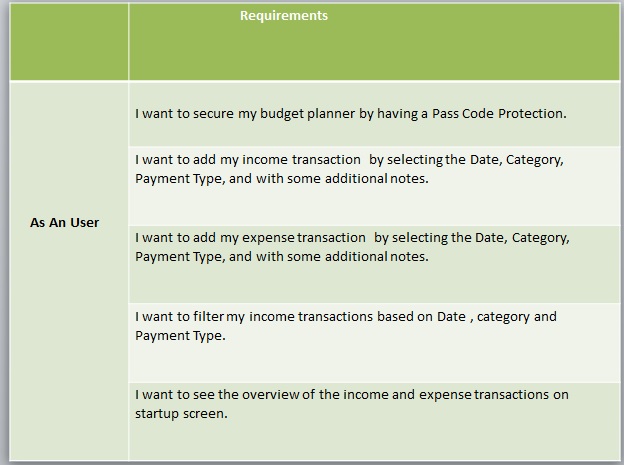 Requirements
As An User
I want to secure my budget planner by having a Pass Code Protection.
I want to add my income transaction by selecting the Date, Category,
Payment Type, and with some additional notes.
I want to add my expense transaction by selecting the Date, Category,
Payment Type, and with some additional notes.
I want to filter my income transactions based on Date , category and
Payment Type.
I want to see the overview of the income and expense transactions on
startup screen.